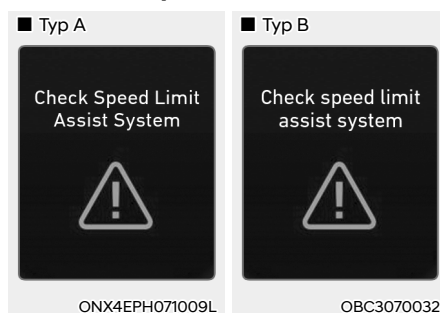 ■ Typ A
Check Speed Limit
Assist System
ONX4EPH071009L
■ Typ B
Check speed limit
assist system
OBC3070032